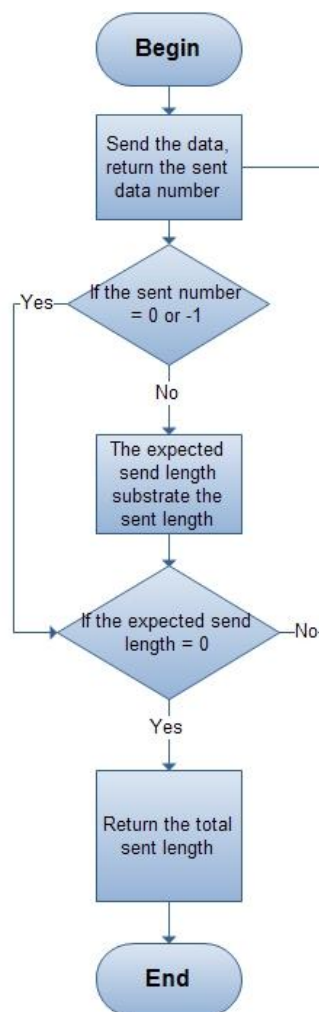 Begin
Send the data,
return the sent
data number
If the sent number
= 0 or -1
Yes
No
The expected
send length
substrate the
sent length
If the expected send
length = 0
No
Yes
Return the total
sent length
End